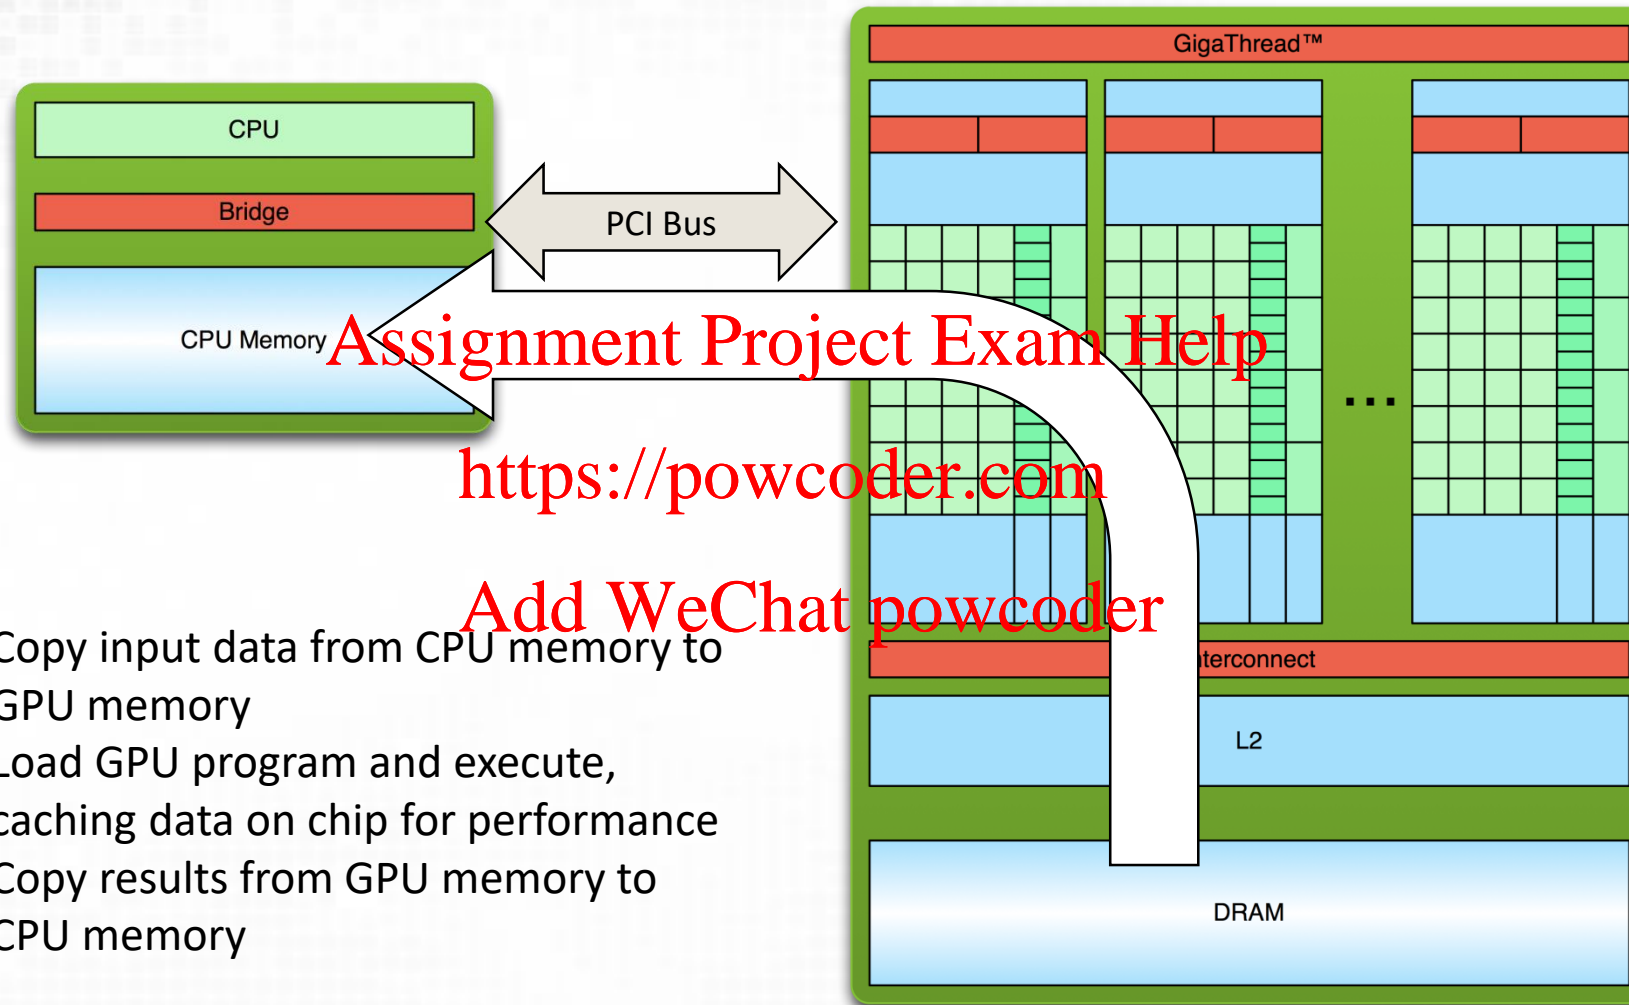 GigaThread™
CPU
Bridge
PCI Bus
CPU Memory
Assignment Project Exam Help
...
https://powcoder.com
Add WeChat powcoder
Copy input data from CPU memory to
GPU memory
Load GPU program and execute,
caching data on chip for performance
Copy results from GPU memory to
CPU memory
nterconnect
L2
DRAM